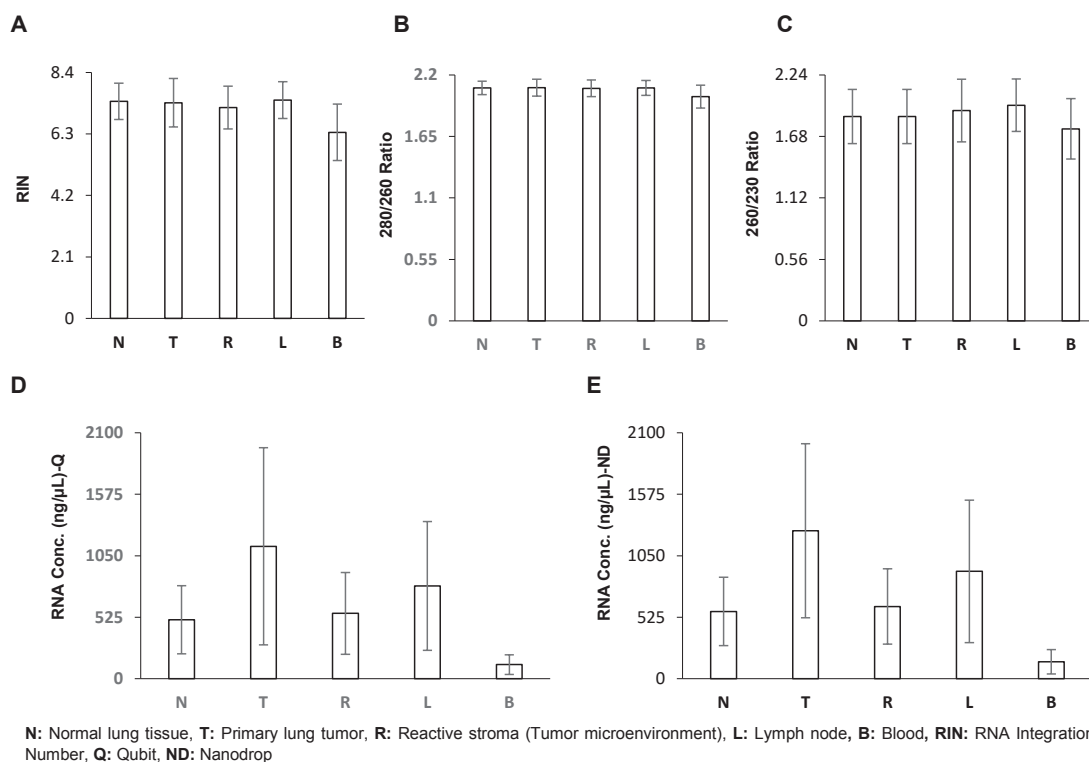 A
B
C
8.4
6.3
4.2
2.1
0
RIN
N T R L B
2.2
1.65
1.1
0.55
0
280/260 Ratio
N T R L B
2.24
1.68
1.12
0.56
0
260/230 Ratio
N T R L B
D
E
2100
1575
1050
525
0
RNA Conc. (ng/µL)-Q
N T R L B
2100
1575
1050
525
0
RNA Conc. (ng/µL)-ND
N T R L B
N: Normal lung tissue, T: Primary lung tumor, R: Reactive stroma (Tumor microenvironment), L: Lymph node, B: Blood, RIN: RNA Integration
Number, Q: Qubit, ND: Nanodrop